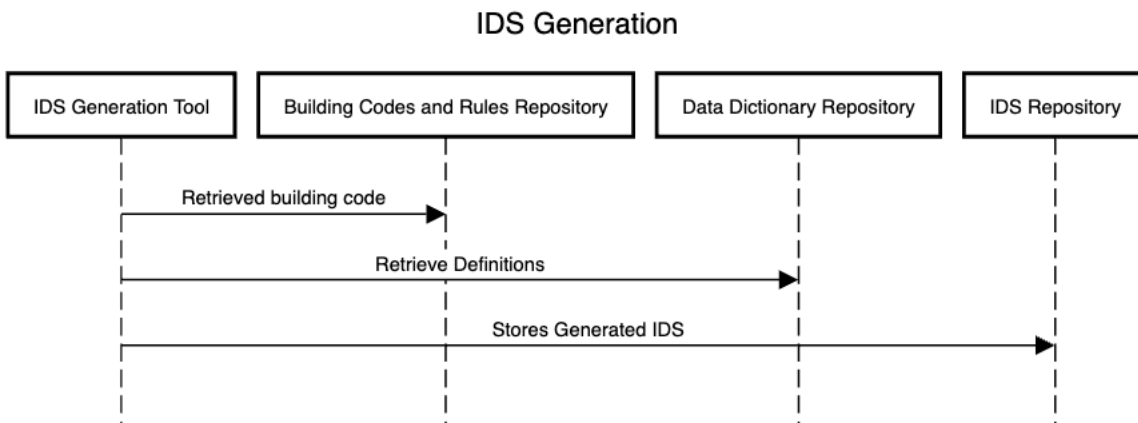 IDS Generation
IDS Generation Tool
Building Codes and Rules Repository
Data Dictionary Repository
IDS Repository
Retrieved building code
Retrieve Definitions
Stores Generated IDS